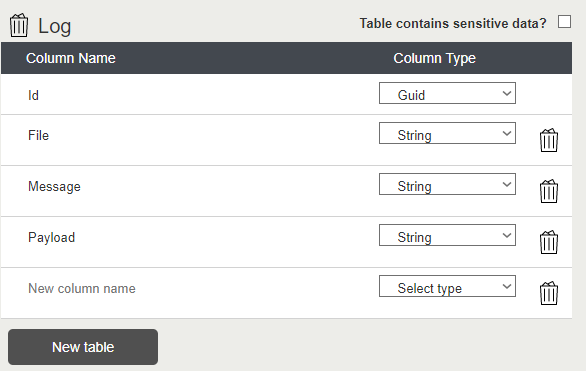 Log
Table contains sensitive data?
Column Name Column Type
Id Guid
File String
Message String
Payload String
New column name Select type
New table